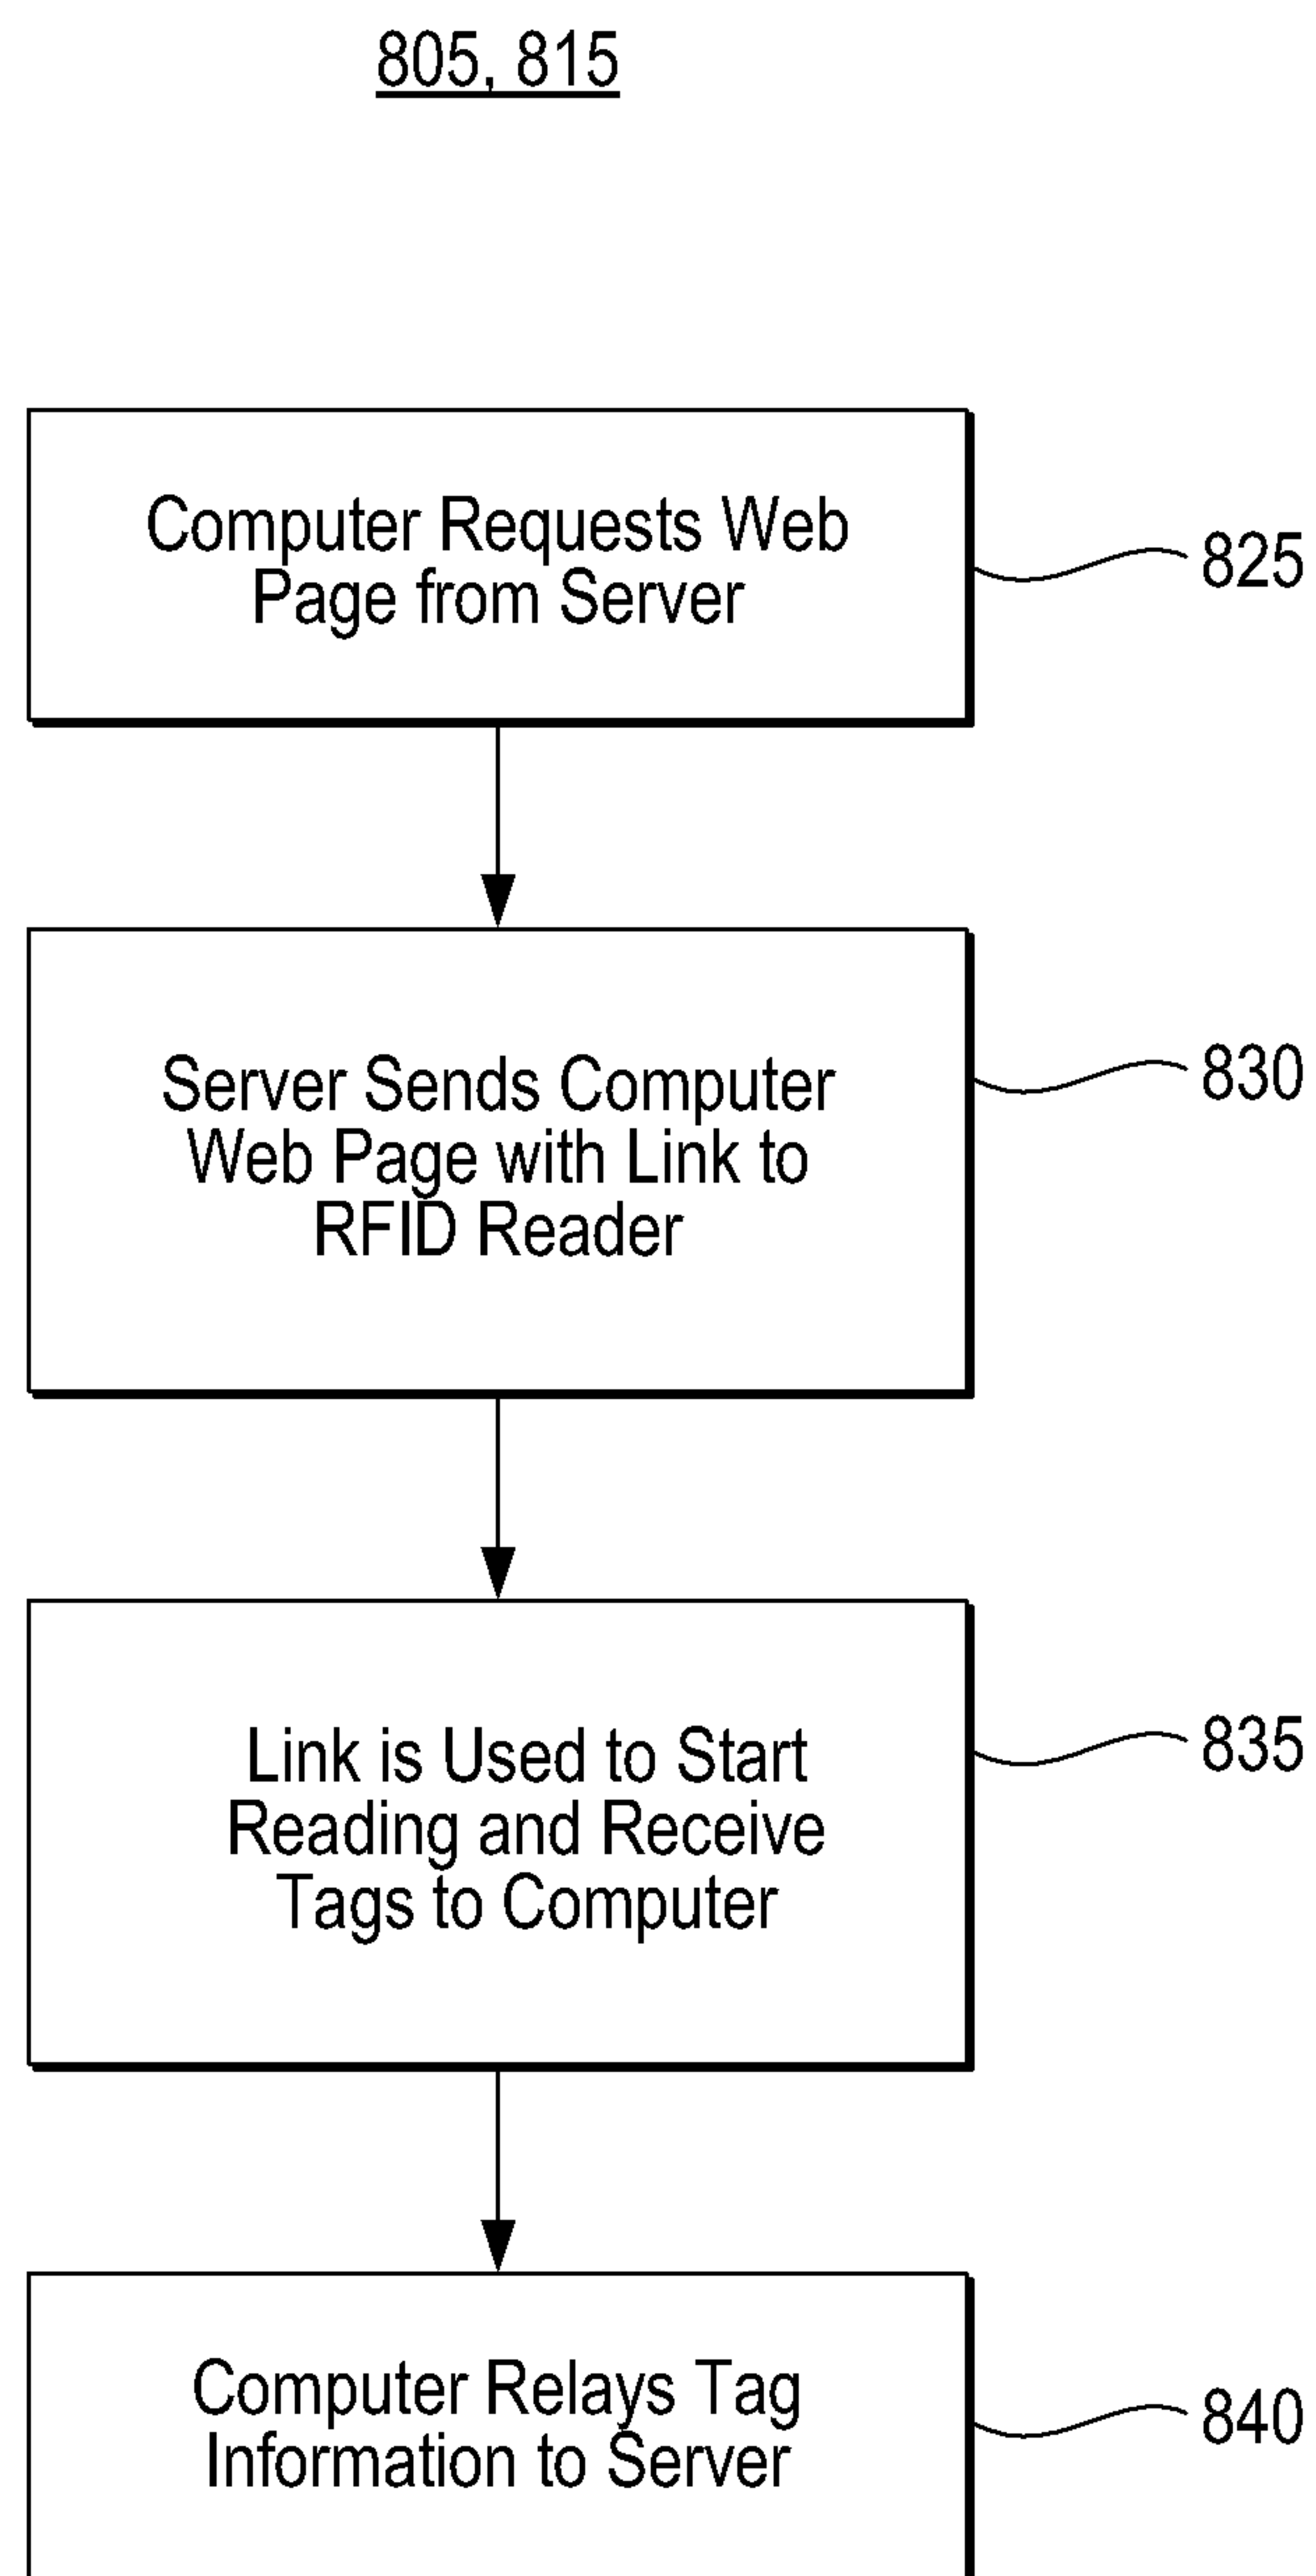 805, 815
Computer Requests Web
Page from Server
825
Server Sends Computer
Web Page with Link to
RFID Reader
830
Link is Used to Start
Reading and Receive
Tags to Computer
835
Computer Relays Tag
Information to Server
840